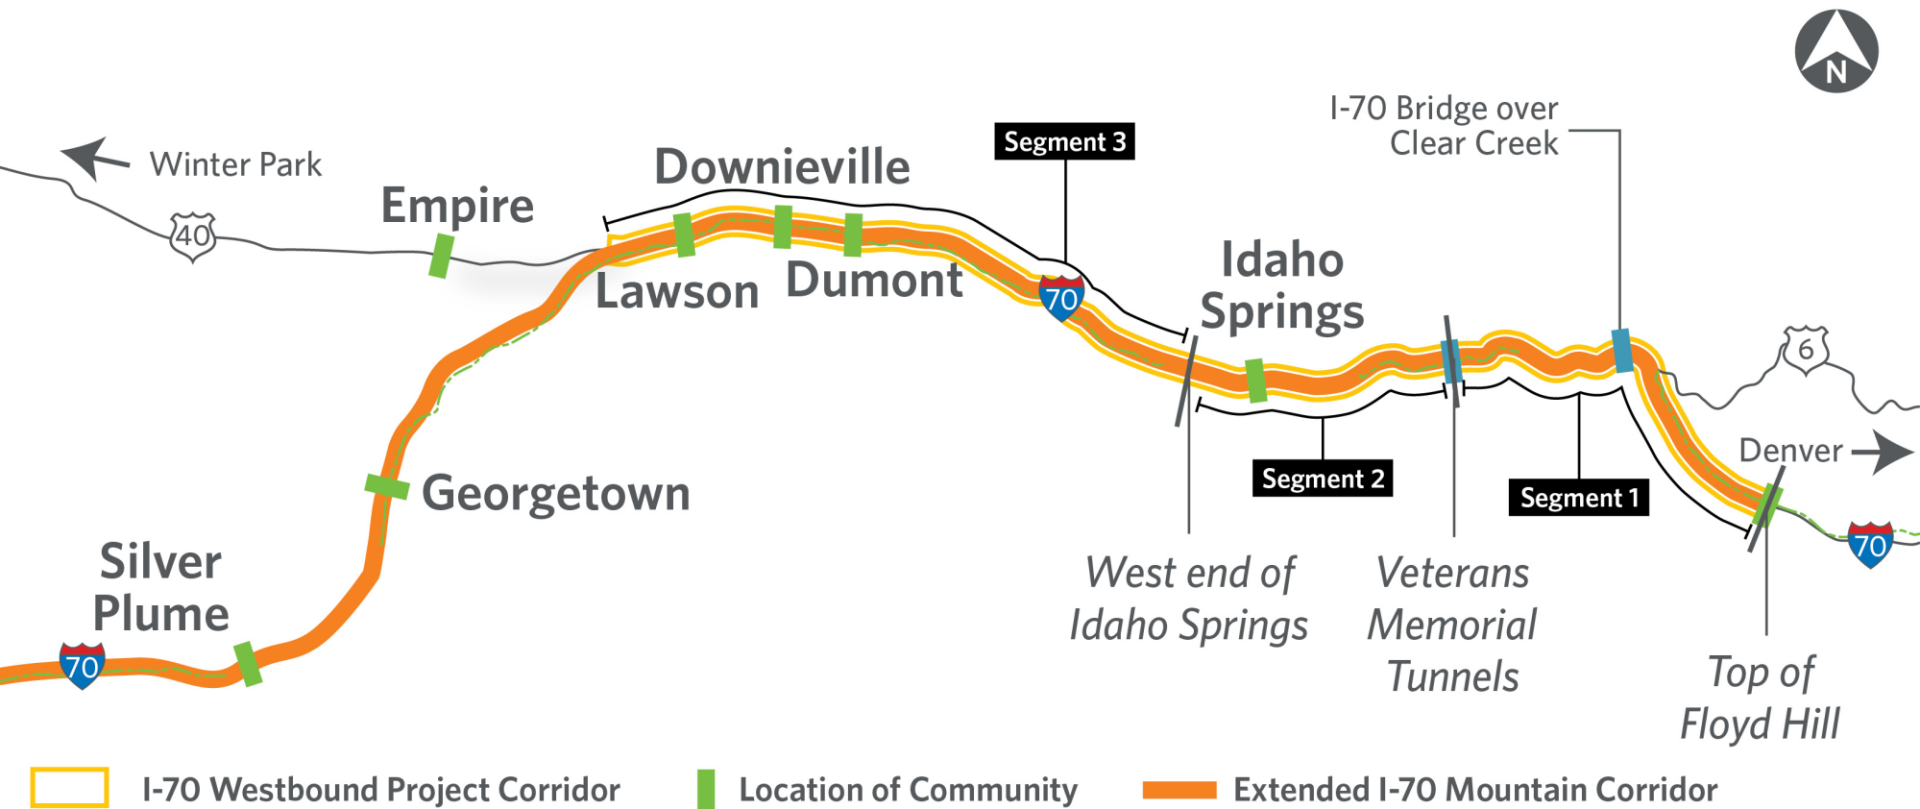 N
I-70 Bridge over
Clear Creek
Segment 3
Winter Park
Downieville
Empire
40
Idaho
Springs
Lawson
Dumont
70
6
Denver
Segment 2
Segment 1
Georgetown
70
West end of
Idaho Springs
Veterans
Memorial
Tunnels
Silver
Plume
70
Top of
Floyd Hill
I-70 Westbound Project Corridor
Location of Community
Extended I-70 Mountain Corridor